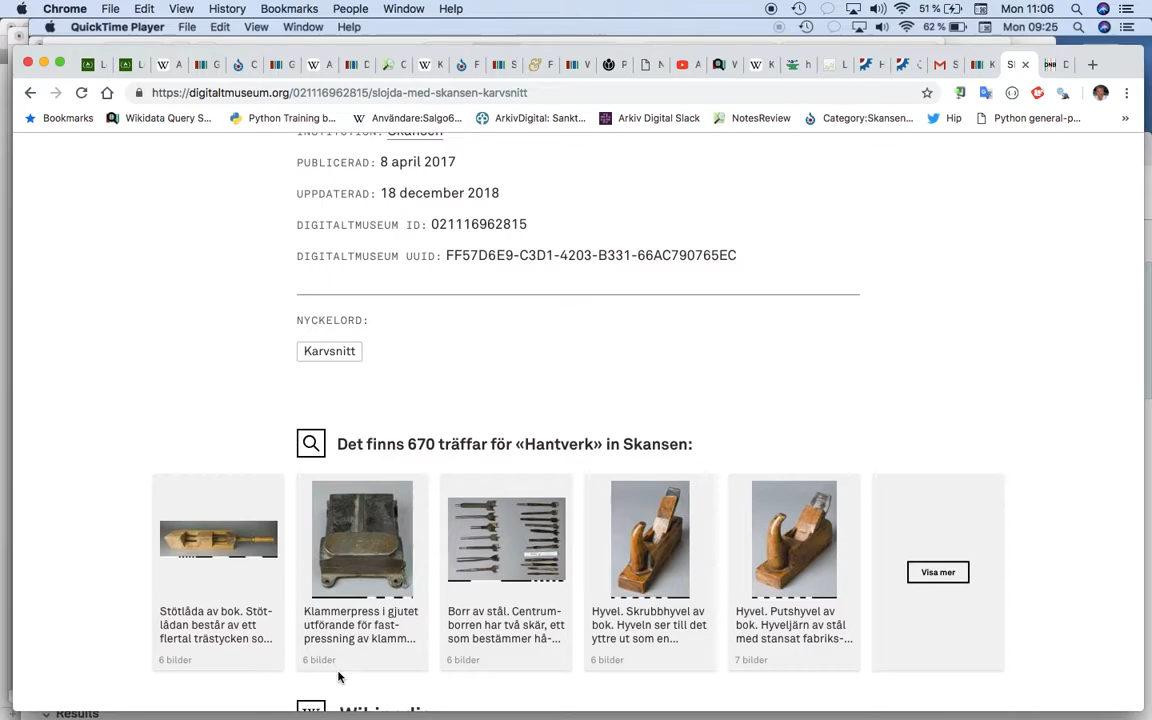 Chrome File Edit View History Bookmarks People Window Help 51 % Mon 11:06
QuickTime Player File Edit View Window Help 62 % Mon 09:25
L L W A G C G W A D C W K F S F V P N A V W K h L H C M S K S D
https://digitaltmuseum.org/021116962815/slojda-med-skansen-karvsnitt
Bookmarks Wikidata Query S... Python Training b... Användare:Salgo6... ArkivDigital: Sankt... Arkiv Digital Slack NotesReview Category:Skansen... Hip Python general-p... »
INSTITUTION: Skansen
PUBLICERAD: 8 april 2017
UPPDATERAD: 18 december 2018
DIGITALTMUSEUM ID: 021116962815
DIGITALTMUSEUM UUID: FF57D6E9-C3D1-4203-B331-66AC790765EC
NYCKELORD:
Karvsnitt
Det finns 670 träffar för «Hantverk» in Skansen:
Stötlåda av bok. Stöt-
lådan består av ett
flertal trästycken so...
6 bilder
Klammerpress i gjutet
utförande för fast-
pressning av klamm...
6 bilder
Borr av stål. Centrum-
borren har två skär, ett
som bestämmer hå-...
6 bilder
Hyvel. Skrubbhyvel av
bok. Hyveln ser till det
yttre ut som en...
6 bilder
Hyvel. Putshyvel av
bok. Hyveljärn av stål
med stansat fabriks-...
7 bilder
Visa mer
W Wikipedia
Results